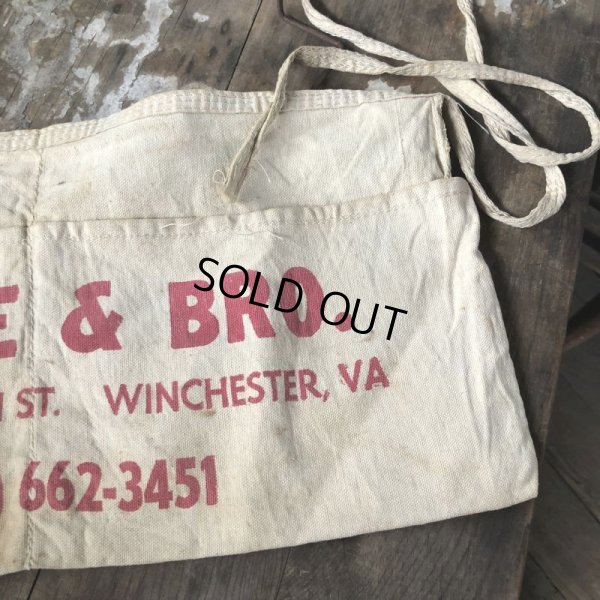 E & BRO.
SOLD OUT
ST. WINCHESTER, VA
) 662-3451